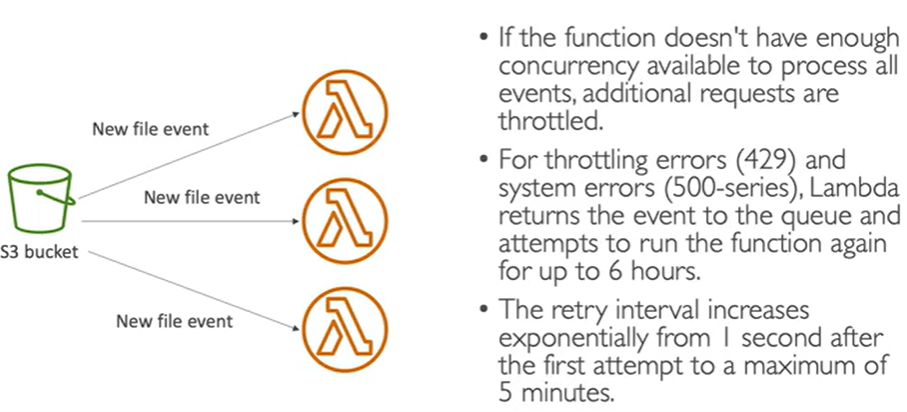 New file event
New file event
S3 bucket
New file event
• If the function doesn't have enough
concurrency available to process all
events, additional requests are
throttled.
• For throttling errors (429) and
system errors (500-series), Lambda
returns the event to the queue and
attempts to run the function again
for up to 6 hours.
• The retry interval increases
exponentially from 1 second after
the first attempt to a maximum of
5 minutes.